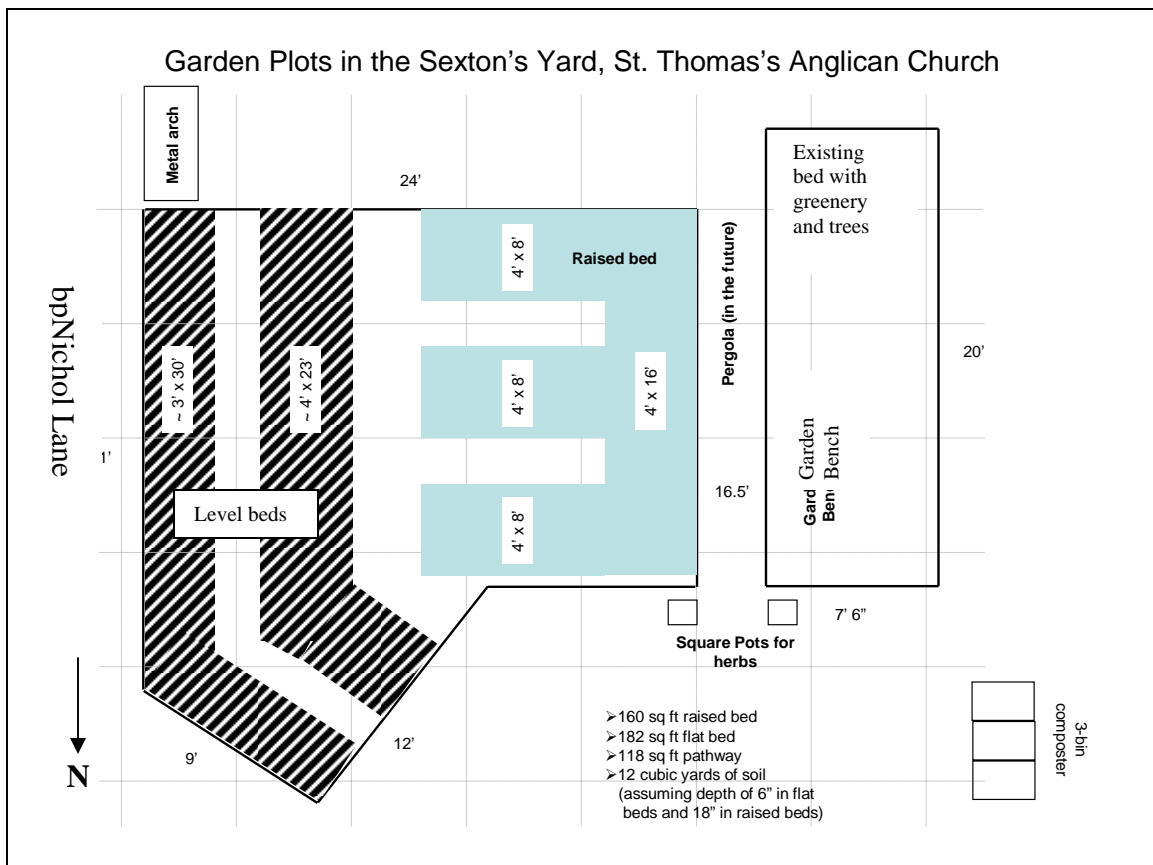 Garden Plots in the Sexton's Yard, St. Thomas's Anglican Church
Metal arch
24'
Existing
bed with
greenery
and trees
4' x 8'
Raised bed
Pergola (in the future)
bpNichol Lane
~ 3' x 30'
~ 4' x 23'
4' x 8'
4' x 16'
20'
1'
Garden
Bench
Gard
Ben
16.5'
Level beds
4' x 8'
7' 6"
Square Pots for
herbs
N
9'
12'
➢160 sq ft raised bed
➢182 sq ft flat bed
➢118 sq ft pathway
➢12 cubic yards of soil
(assuming depth of 6" in flat
beds and 18" in raised beds)
3-bin
composter